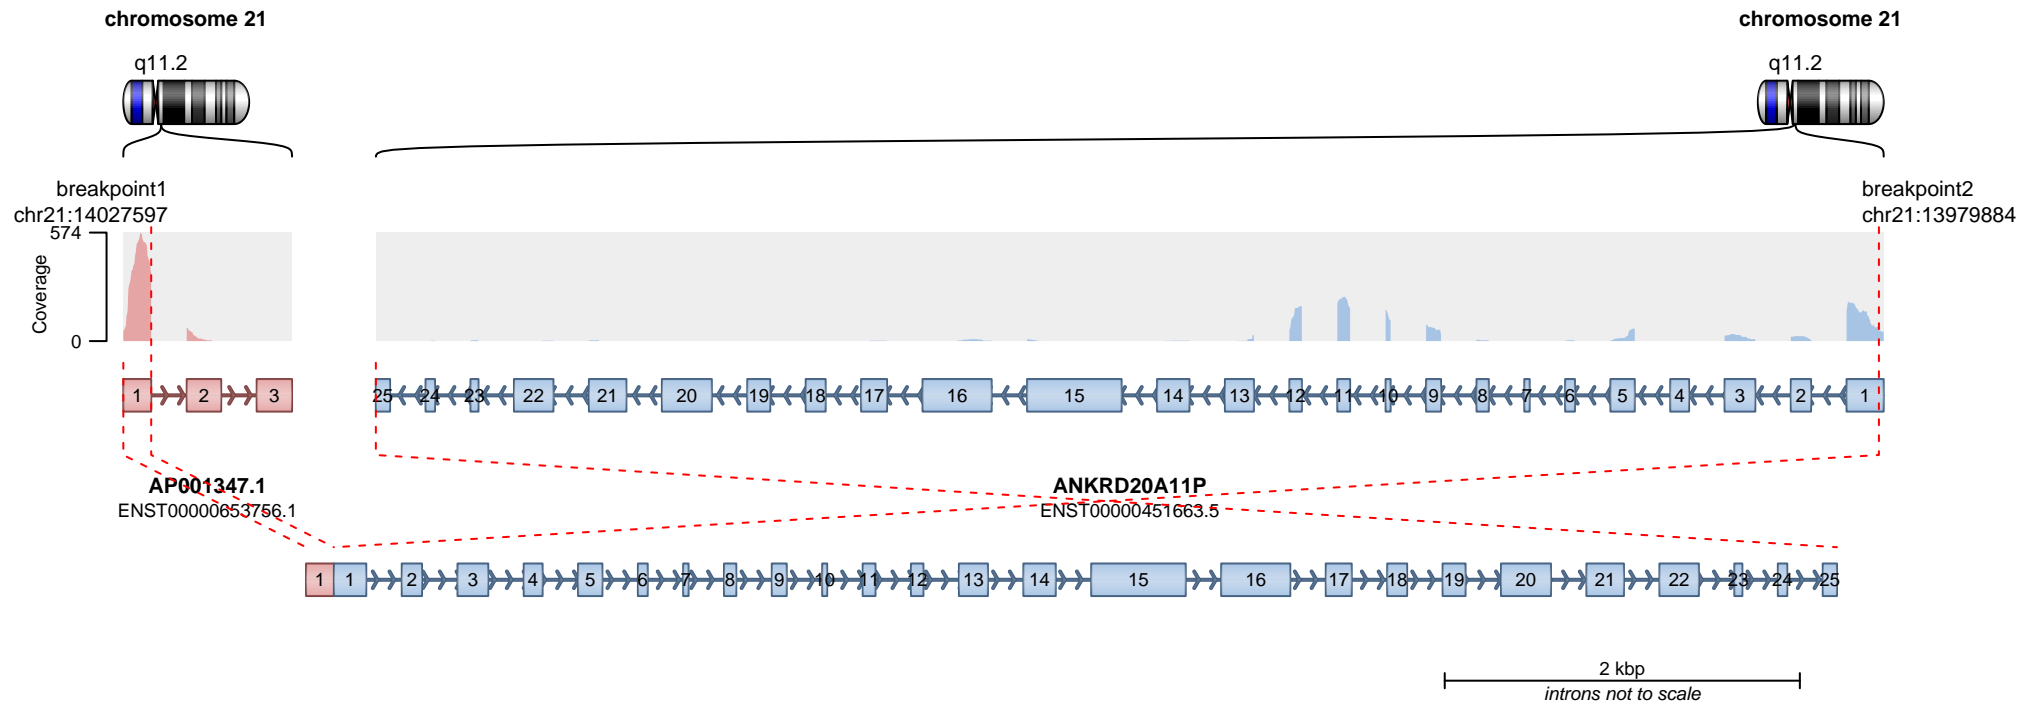 chromosome 21 chromosome 21
q11.2 q11.2
breakpoint1 breakpoint2
chr21:14027597 chr21:13979884
574
Coverage
0
1 2 3 25 24 23 22 21 20 19 18 17 16 15 14 13 12 11 10 9 8 7 6 5 4 3 2 1
AP001347.1 ANKRD20A11P
ENST00000653756.1 ENST00000451663.5
1 1 2 3 4 5 6 7 8 9 10 11 12 13 14 15 16 17 18 19 20 21 22 23 24 25
2 kbp
introns not to scale